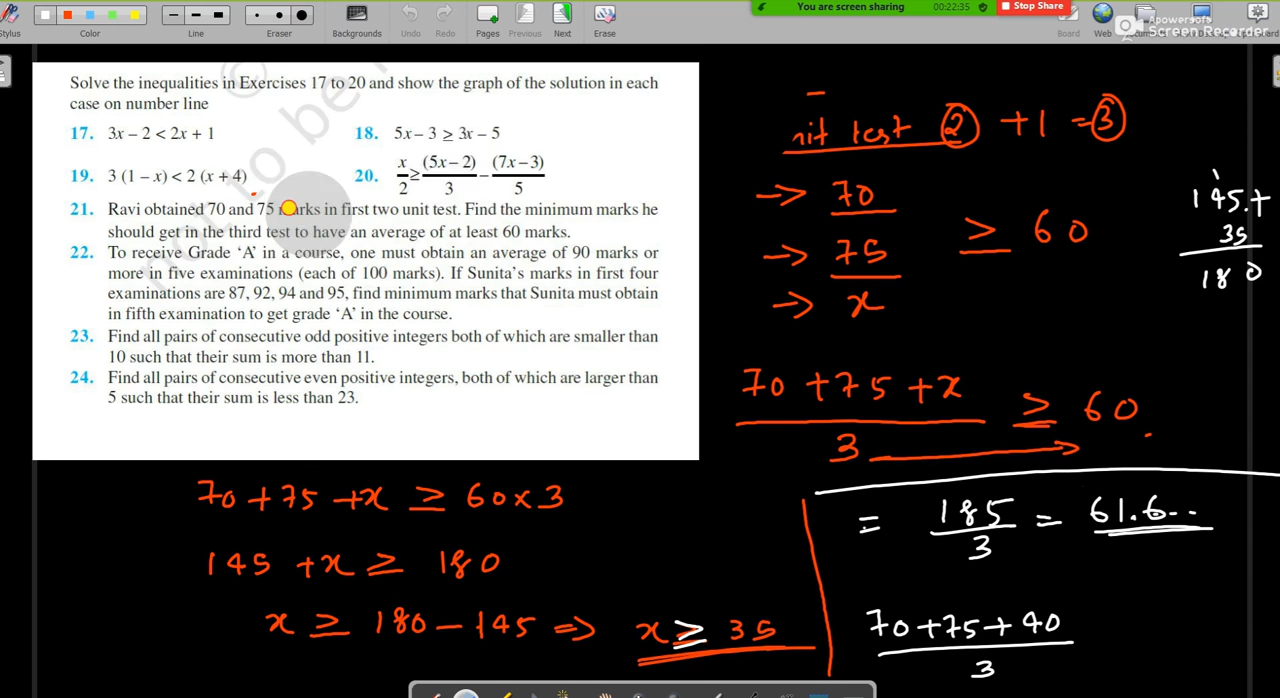 You are screen sharing
00:22:35
Stop Share
Stylus
Color
Line
Eraser
Backgrounds
Undo
Redo
Pages
Previous
Next
Erase
Board
Web
Apowersoft
Screen Recorder
Solve the inequalities in Exercises 17 to 20 and show the graph of the solution in each
case on number line
17. 3x – 2 < 2x + 1
18. 5x – 3 ≥ 3x – 5
19. 3 (1 – x) < 2 (x + 4)
20. x/2 ≥ (5x – 2)/3 – (7x – 3)/5
21. Ravi obtained 70 and 75 marks in first two unit test. Find the minimum marks he
should get in the third test to have an average of at least 60 marks.
22. To receive Grade ‘A’ in a course, one must obtain an average of 90 marks or
more in five examinations (each of 100 marks). If Sunita’s marks in first four
examinations are 87, 92, 94 and 95, find minimum marks that Sunita must obtain
in fifth examination to get grade ‘A’ in the course.
23. Find all pairs of consecutive odd positive integers both of which are smaller than
10 such that their sum is more than 11.
24. Find all pairs of consecutive even positive integers, both of which are larger than
5 such that their sum is less than 23.
© not to be
nit test 2 + 1 = 3
→ 70
→ 75 ≥ 60
→ x
1
145 +
35
180
70 + 75 + x / 3 ≥ 60
70 + 75 + x ≥ 60 × 3
145 + x ≥ 180
x ≥ 180 – 145 ⇒ x ≥ 35
= 185/3 = 61.6...
70 + 75 + 40 / 3